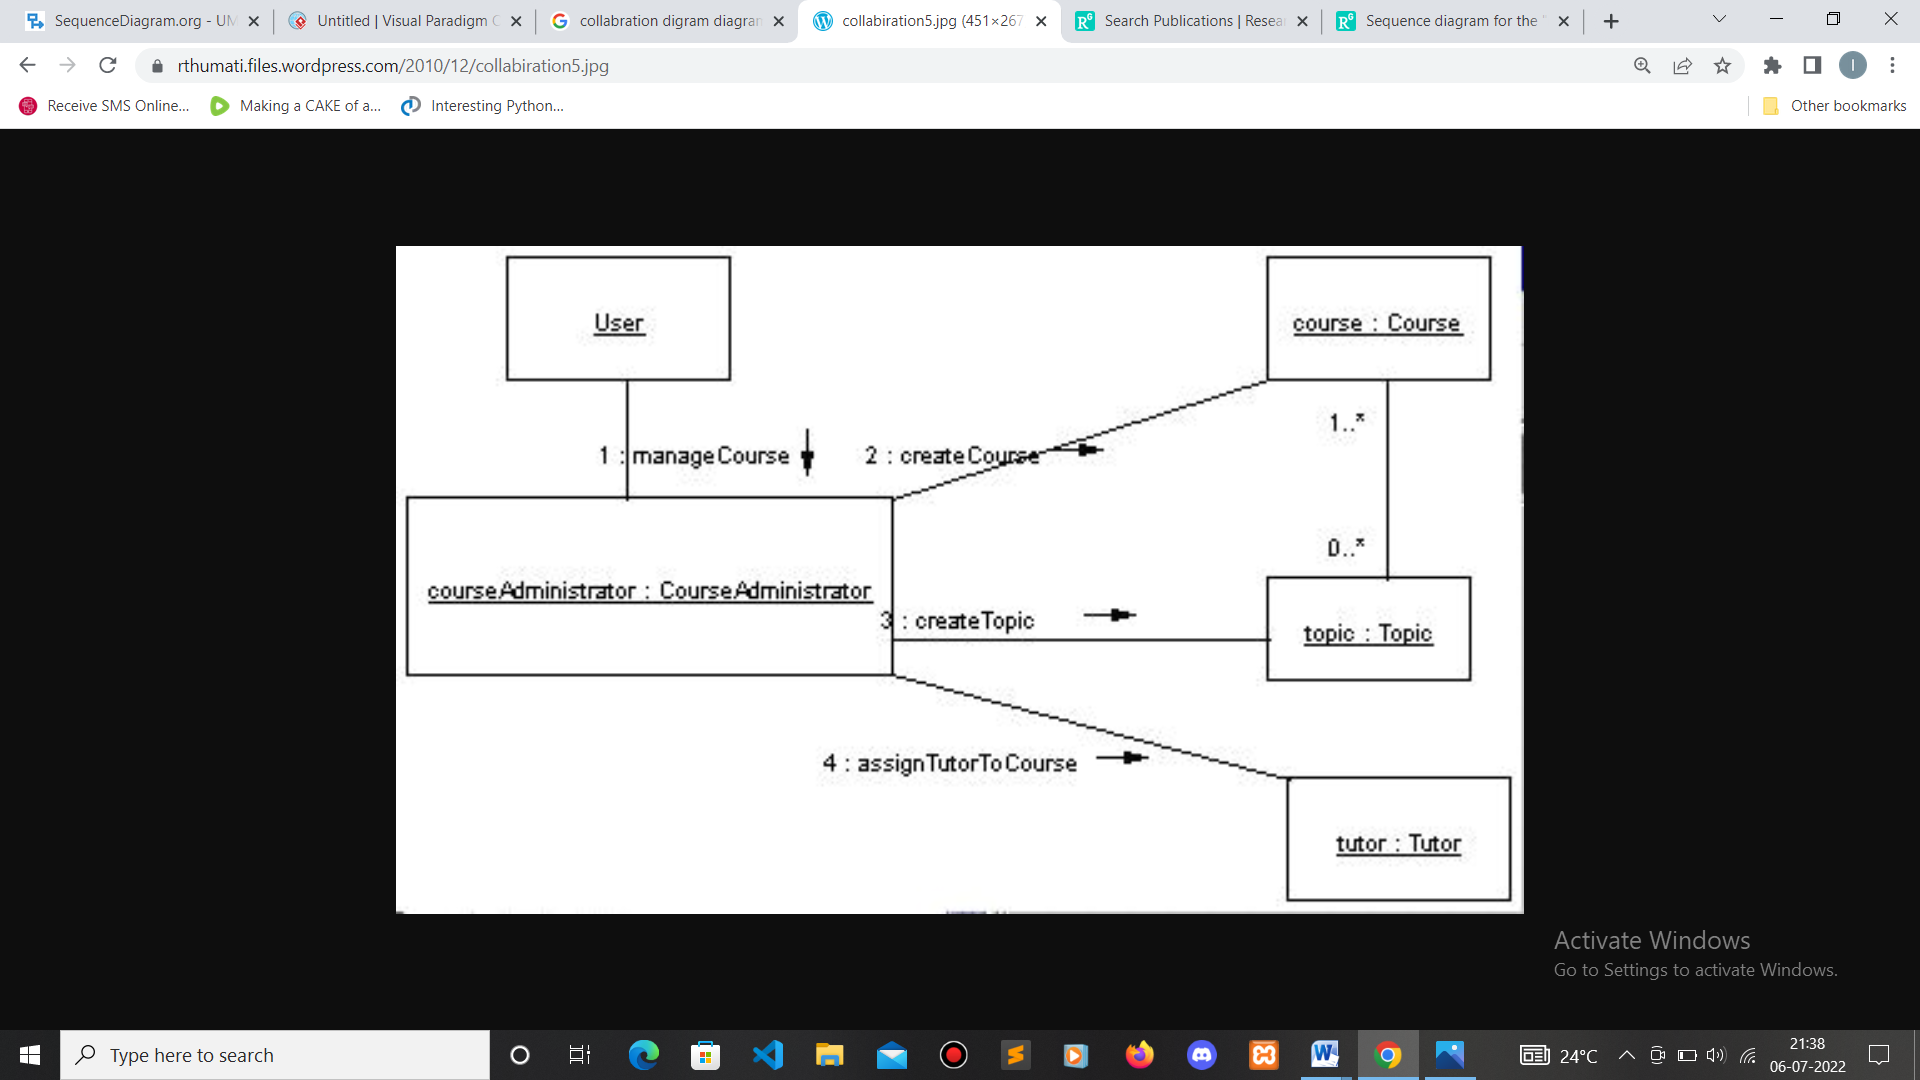 SequenceDiagram.org - UM
Untitled | Visual Paradigm O
collabration digram diagram
collabiration5.jpg (451×267
Search Publications | Resea
Sequence diagram for the "
rthumati.files.wordpress.com/2010/12/collabiration5.jpg
I
Receive SMS Online...
Making a CAKE of a...
Interesting Python...
Other bookmarks
User
course : Course
1..*
1 : manageCourse
2 : createCourse
0..*
courseAdministrator : CourseAdministrator
3 : createTopic
topic : Topic
4 : assignTutorToCourse
tutor : Tutor
Activate Windows
Go to Settings to activate Windows.
Type here to search
24°C
21:38
06-07-2022